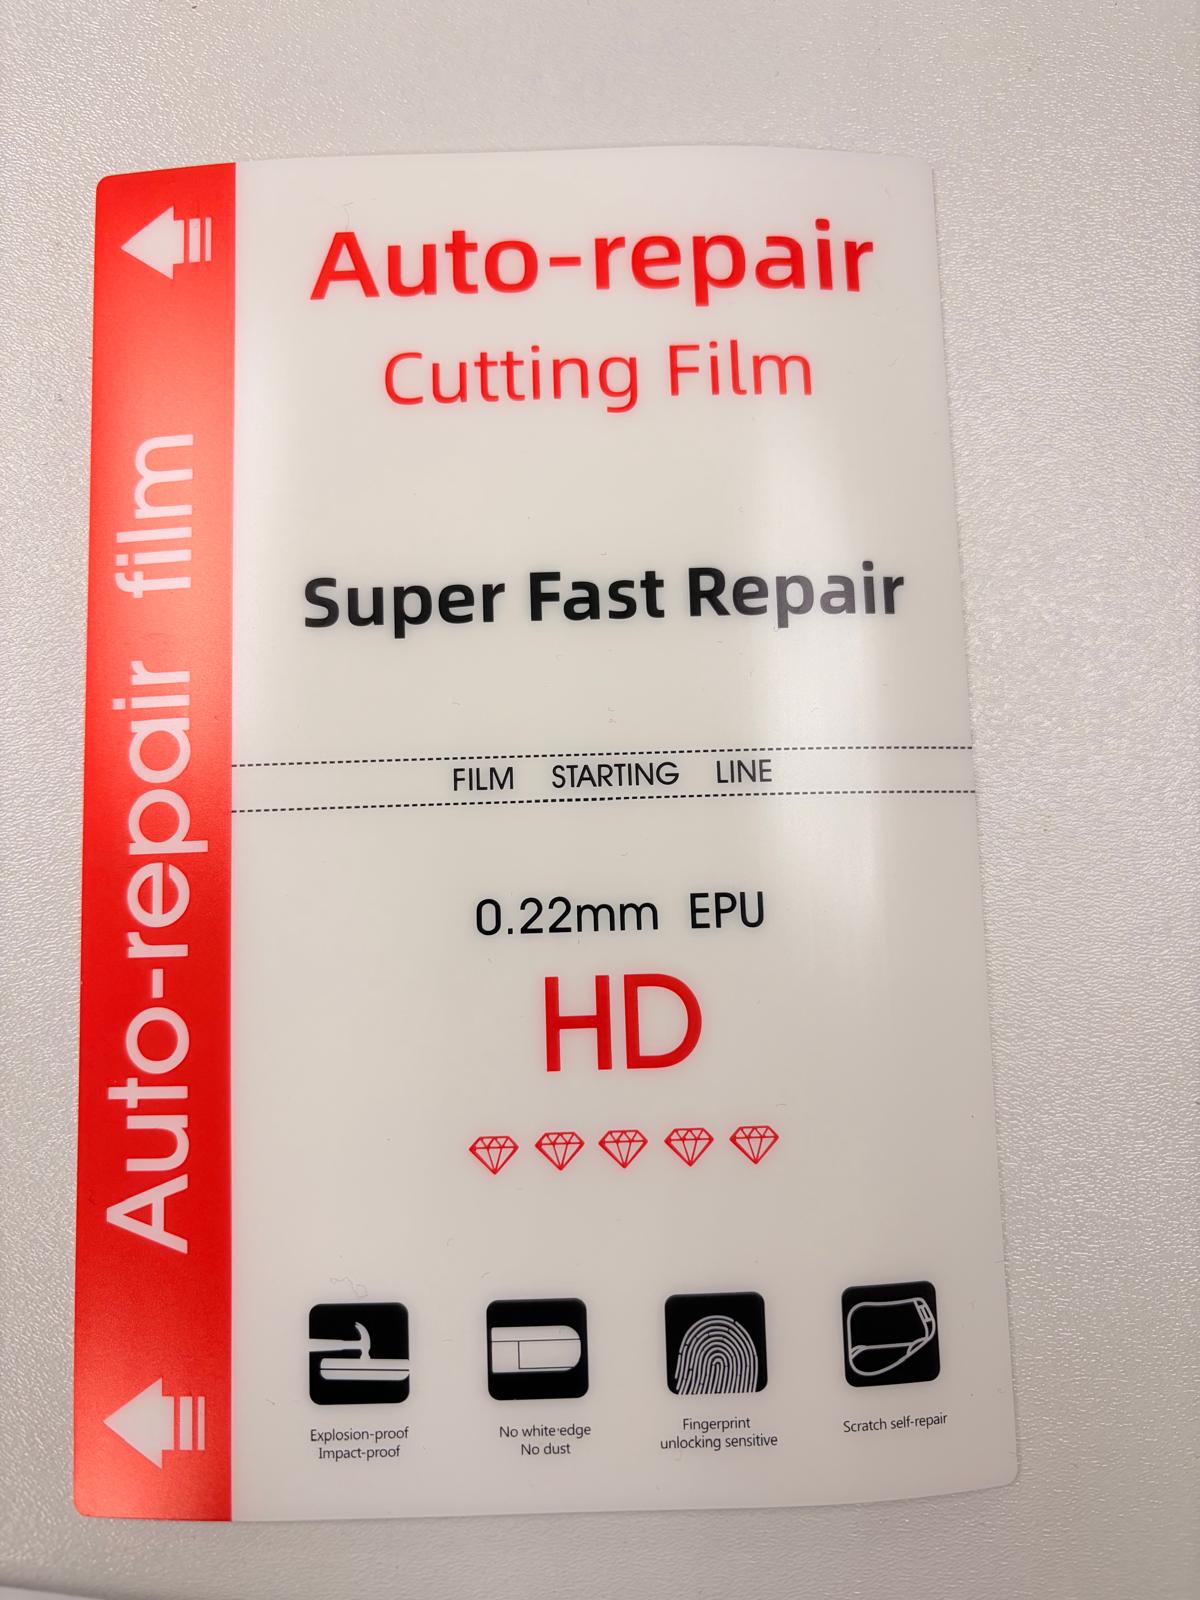 Auto-repair film
Auto-repair
Cutting Film
Super Fast Repair
FILM STARTING LINE
0.22mm EPU
HD
Explosion-proof
Impact-proof
No white·edge
No dust
Fingerprint
unlocking sensitive
Scratch self-repair